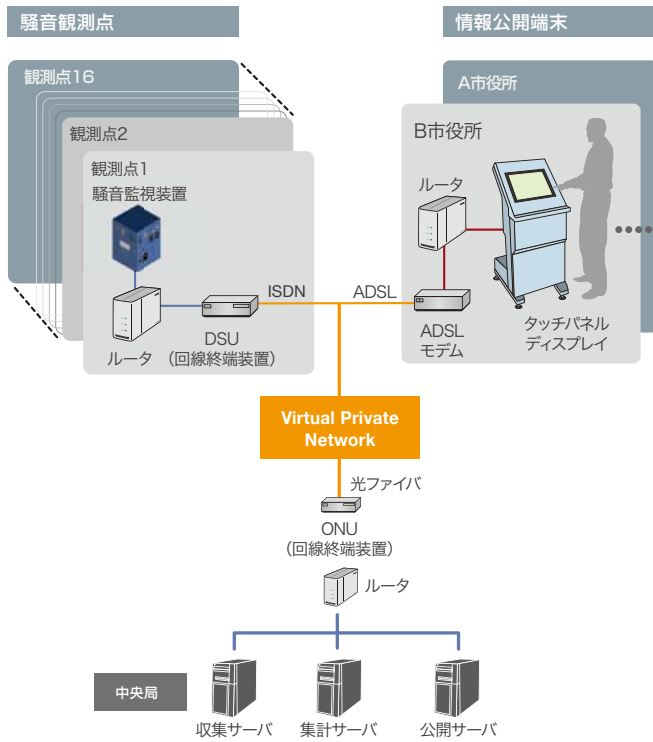 騒音観測点
情報公開端末
観測点16
A市役所
観測点2
B市役所
観測点1
騒音監視装置
ルータ
ISDN
ADSL
DSU
(回線終端装置)
ルータ
ADSL
モデム
タッチパネル
ディスプレイ
Virtual Private
Network
光ファイバ
ONU
(回線終端装置)
ルータ
中央局
収集サーバ
集計サーバ
公開サーバ